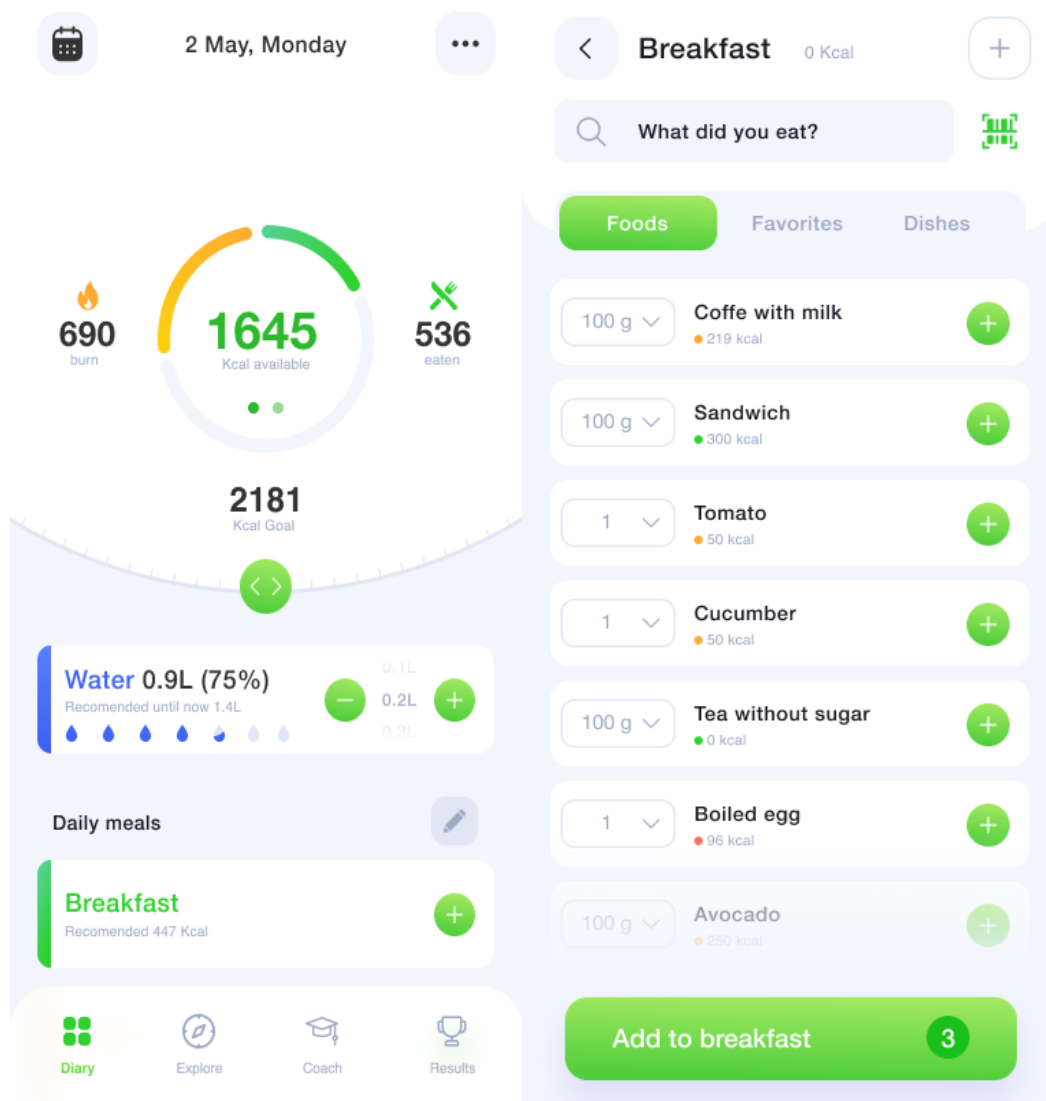 2 May, Monday
690
burn
1645
Kcal available
536
eaten
2181
Kcal Goal
Water 0.9L (75%)
Recomended until now 1.4L
0.1L
0.2L
0.3L
Daily meals
Breakfast
Recomended 447 Kcal
Diary
Explore
Coach
Results
Breakfast 0 Kcal
What did you eat?
Foods Favorites Dishes
100 g
Coffe with milk
219 kcal
100 g
Sandwich
300 kcal
1
Tomato
50 kcal
1
Cucumber
50 kcal
100 g
Tea without sugar
0 kcal
1
Boiled egg
96 kcal
100 g
Avocado
250 kcal
Add to breakfast 3